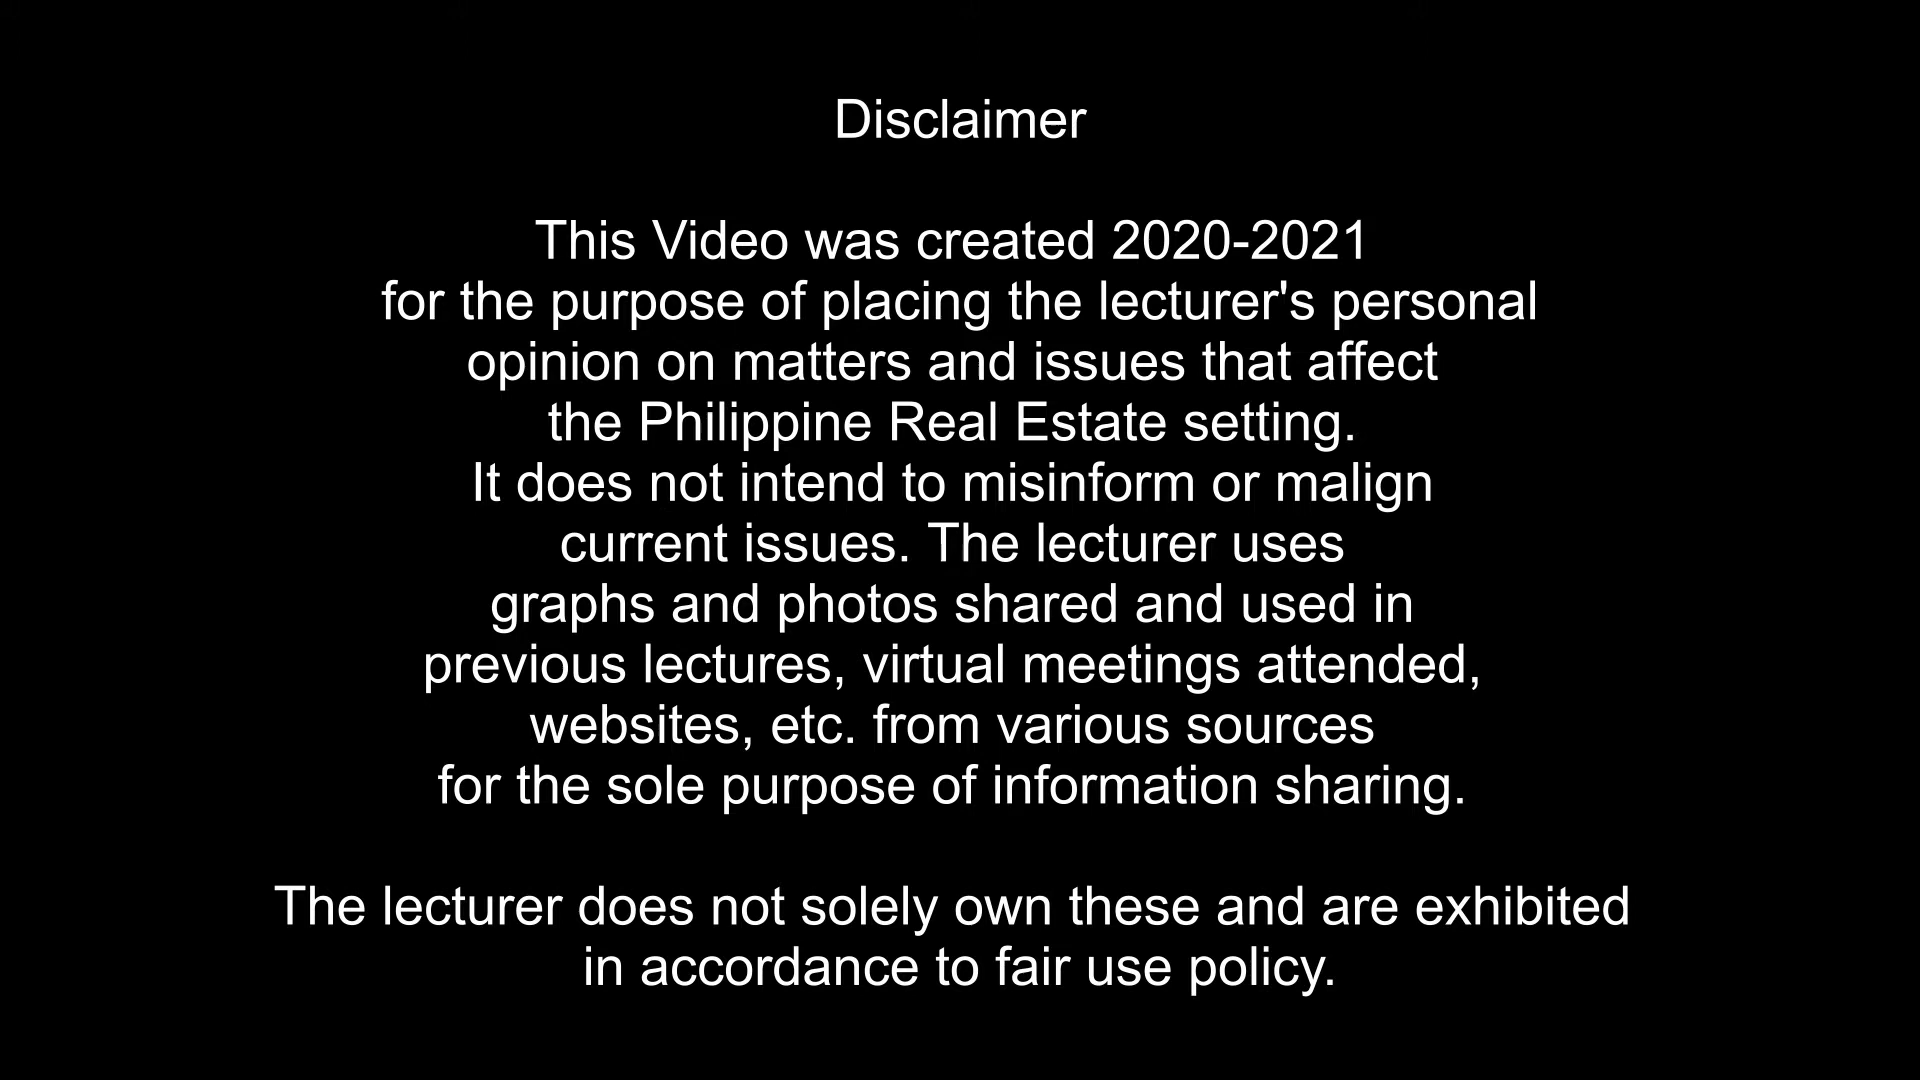 Disclaimer
This Video was created 2020-2021
for the purpose of placing the lecturer's personal
opinion on matters and issues that affect
the Philippine Real Estate setting.
It does not intend to misinform or malign
current issues. The lecturer uses
graphs and photos shared and used in
previous lectures, virtual meetings attended,
websites, etc. from various sources
for the sole purpose of information sharing.
The lecturer does not solely own these and are exhibited
in accordance to fair use policy.